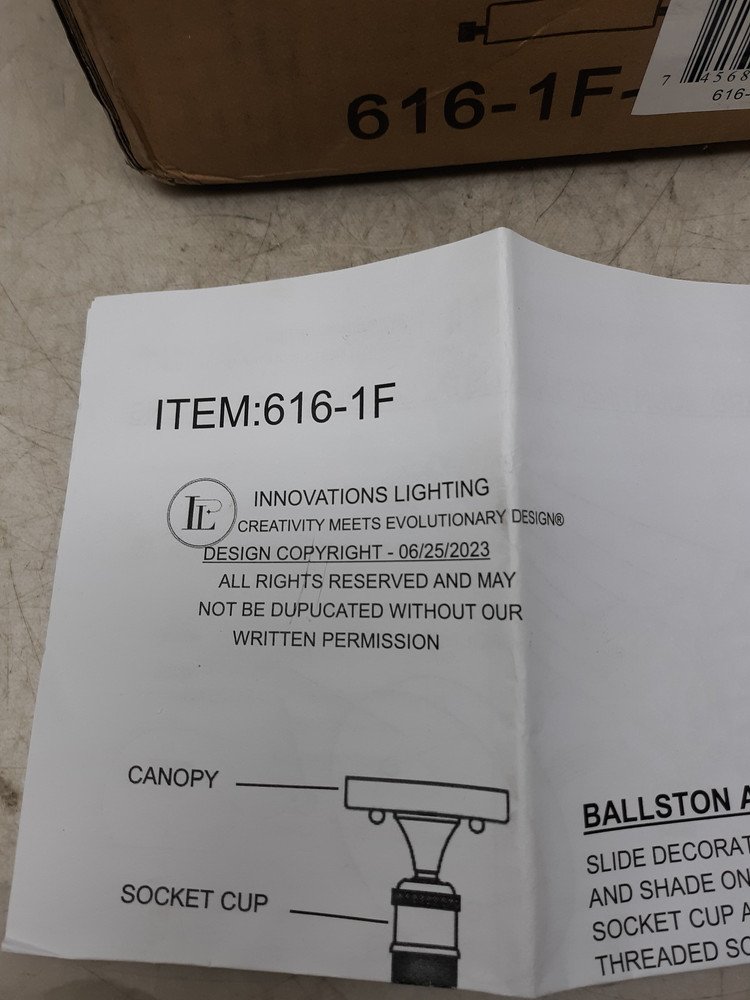 616-1F-
7
4568
616-
ITEM:616-1F
INNOVATIONS LIGHTING
CREATIVITY MEETS EVOLUTIONARY DESIGN®
DESIGN COPYRIGHT - 06/25/2023
ALL RIGHTS RESERVED AND MAY
NOT BE DUPUCATED WITHOUT OUR
WRITTEN PERMISSION
CANOPY
SOCKET CUP
BALLSTON A
SLIDE DECORAT
AND SHADE ON
SOCKET CUP A
THREADED SO